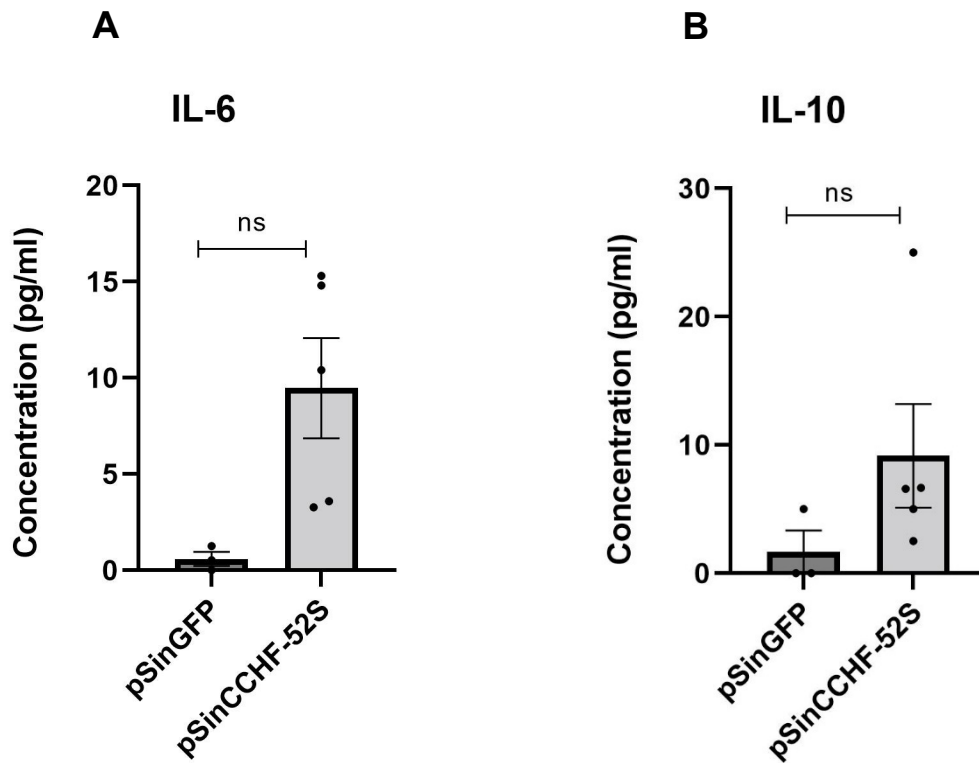 A
IL-6
Concentration (pg/ml)
20
15
10
5
0
ns
pSinGFP
pSinCCHF-52S
B
IL-10
Concentration (pg/ml)
30
20
10
0
ns
pSinGFP
pSinCCHF-52S